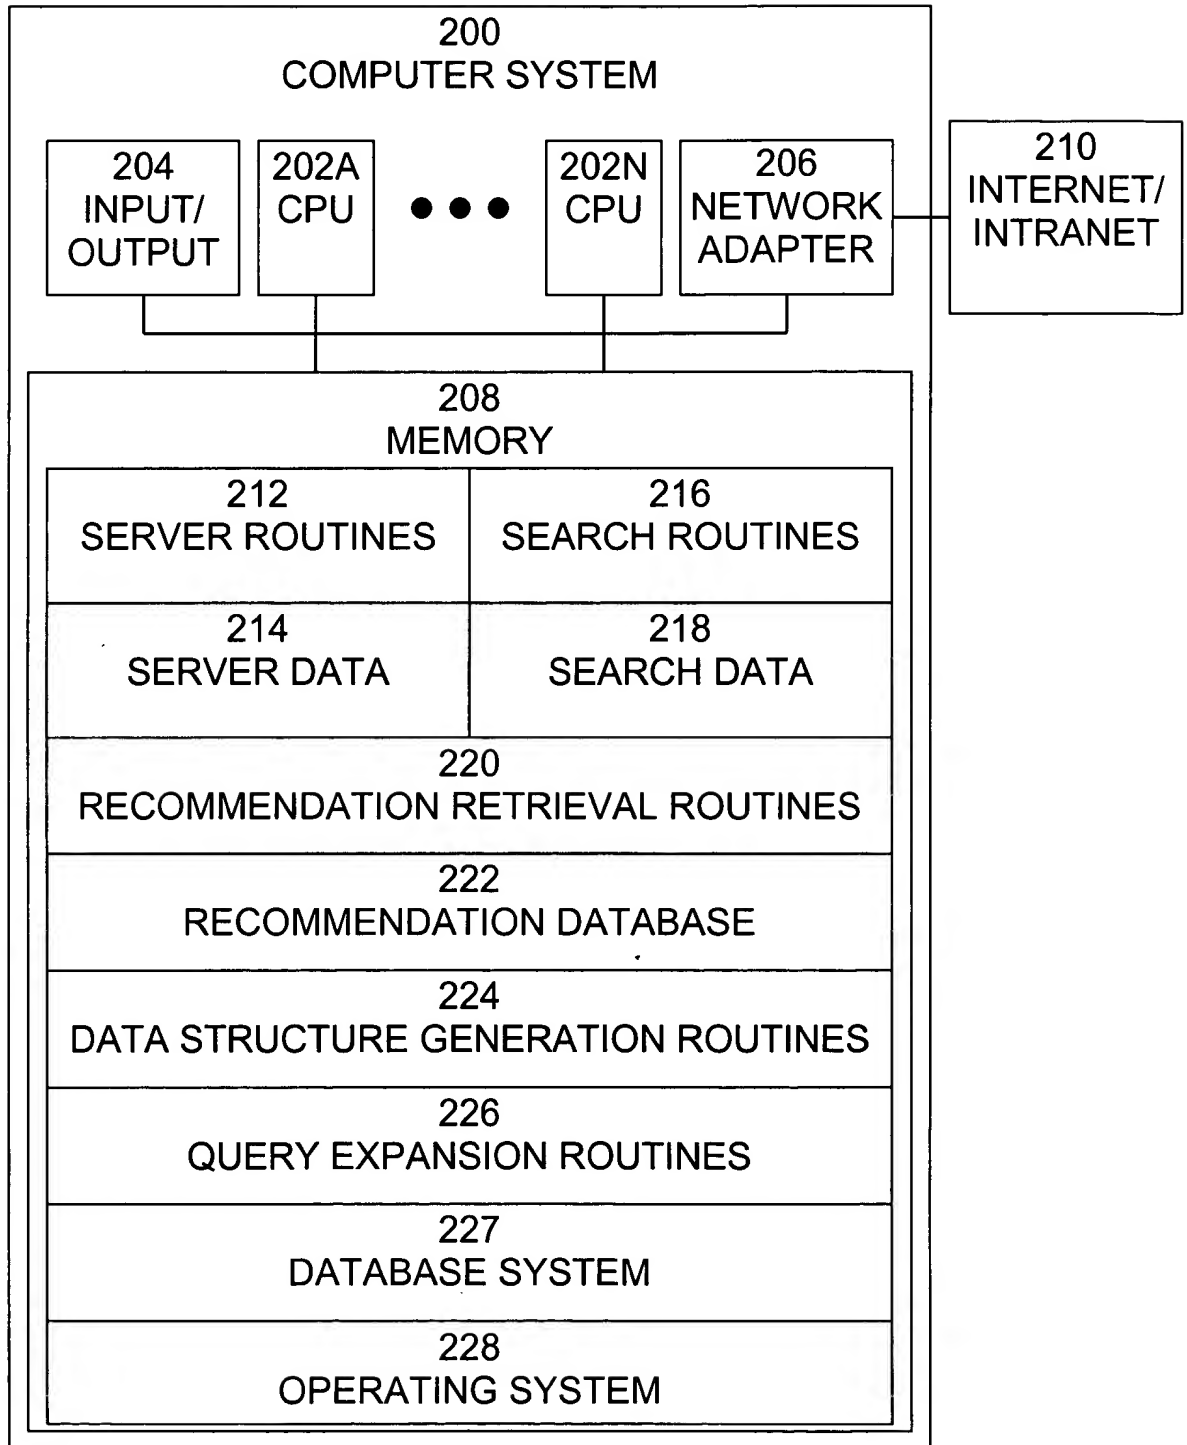 200
COMPUTER SYSTEM
204
INPUT/
OUTPUT
202A
CPU
202N
CPU
206
NETWORK
ADAPTER
210
INTERNET/
INTRANET
208
MEMORY
212
SERVER ROUTINES
216
SEARCH ROUTINES
214
SERVER DATA
218
SEARCH DATA
220
RECOMMENDATION RETRIEVAL ROUTINES
222
RECOMMENDATION DATABASE
224
DATA STRUCTURE GENERATION ROUTINES
226
QUERY EXPANSION ROUTINES
227
DATABASE SYSTEM
228
OPERATING SYSTEM